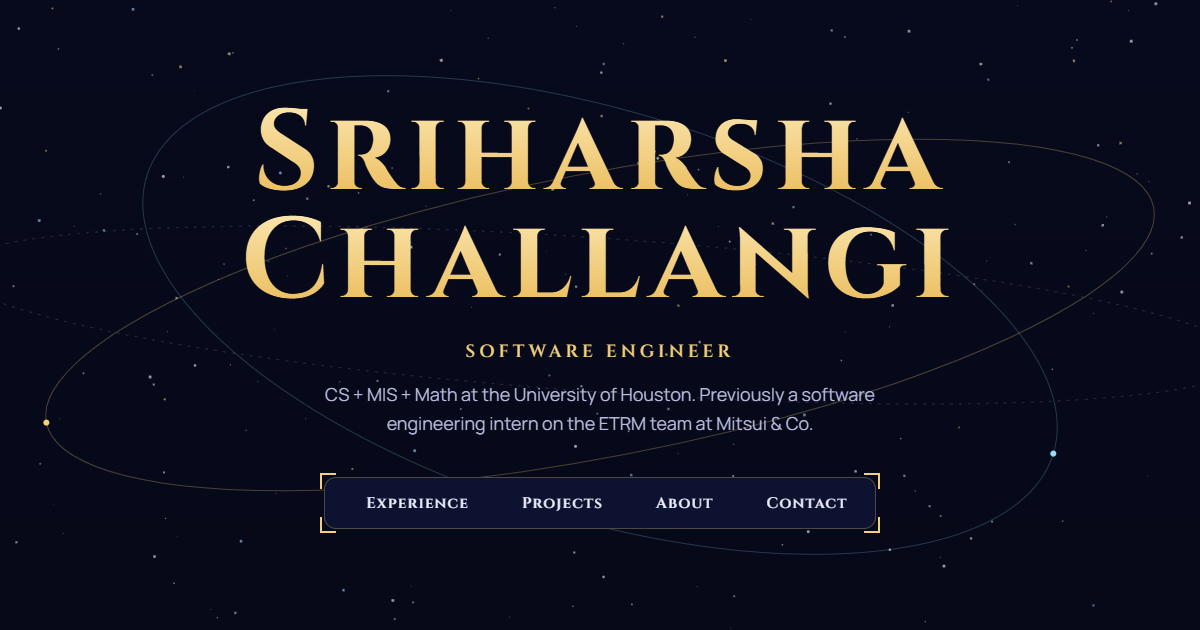 Sriharsha
Challangi
SOFTWARE ENGINEER
CS + MIS + Math at the University of Houston. Previously a software
engineering intern on the ETRM team at Mitsui & Co.
Experience Projects About Contact